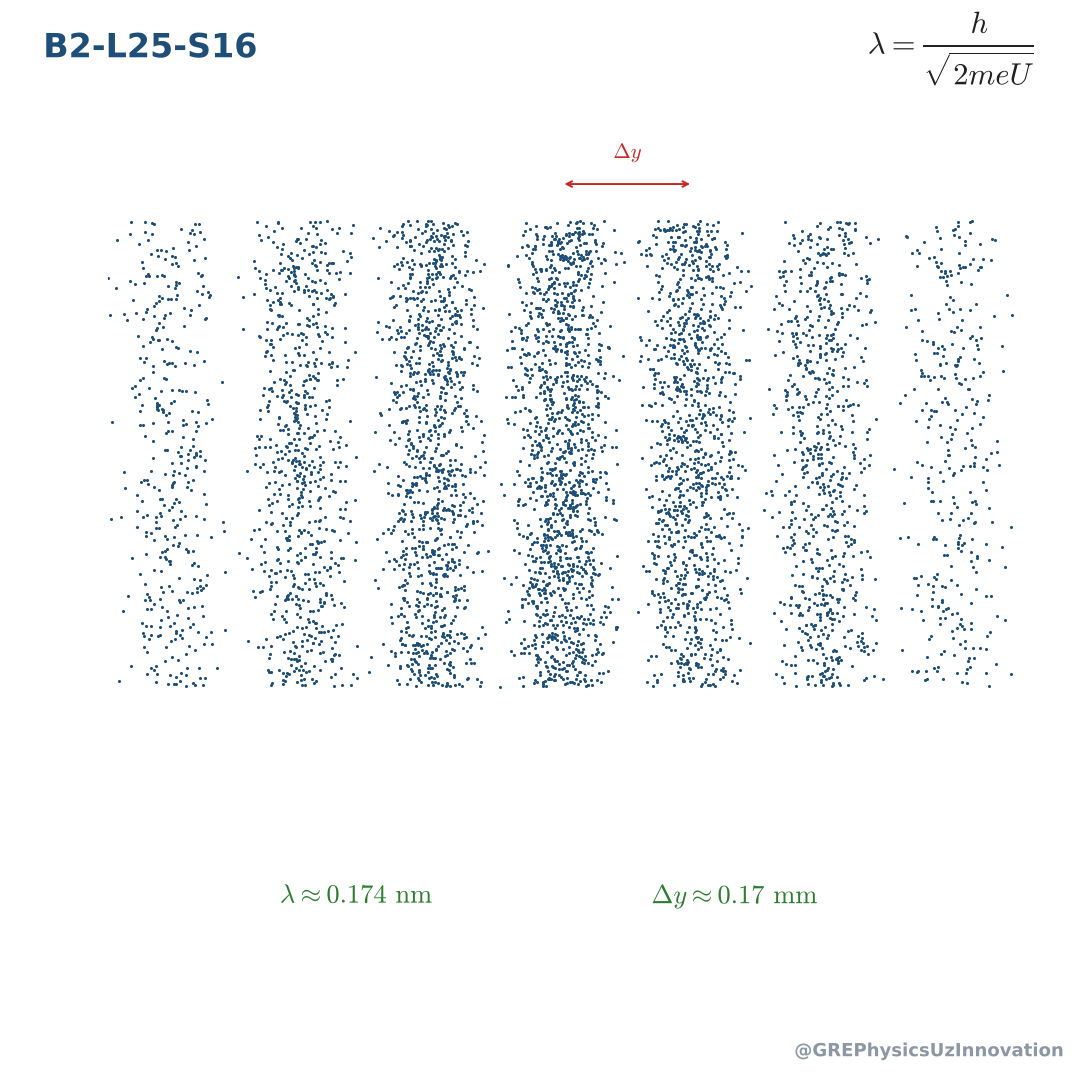 B2-L25-S16
λ = h / √2meU
Δy
λ ≈ 0.174 nm
Δy ≈ 0.17 mm
@GREPhysicsUzInnovation